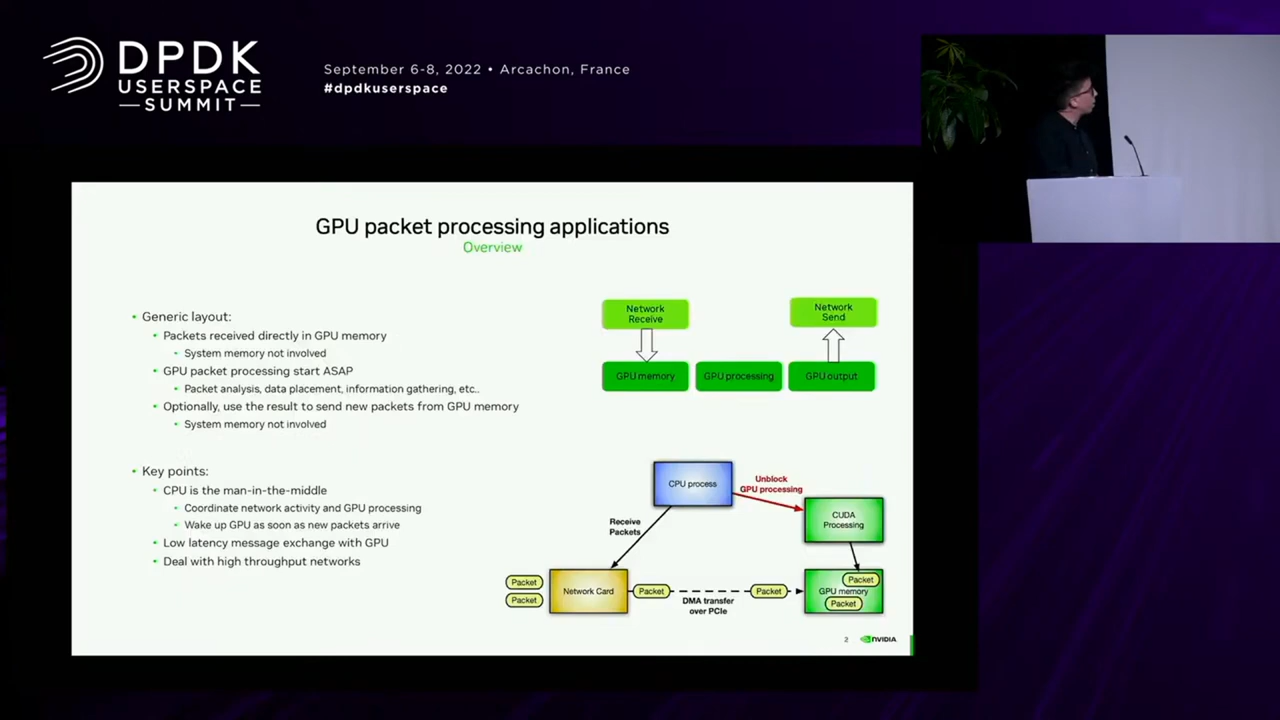 DPDK
USERSPACE
SUMMIT
September 6-8, 2022 • Arcachon, France
#dpdkuserspace
GPU packet processing applications
Overview
• Generic layout:
• Packets received directly in GPU memory
• System memory not involved
• GPU packet processing start ASAP
• Packet analysis, data placement, information gathering, etc..
• Optionally, use the result to send new packets from GPU memory
• System memory not involved
• Key points:
• CPU is the man-in-the-middle
• Coordinate network activity and GPU processing
• Wake up GPU as soon as new packets arrive
• Low latency message exchange with GPU
• Deal with high throughput networks
Network
Receive
Network
Send
GPU memory
GPU processing
GPU output
CPU process
Unblock
GPU processing
CUDA
Processing
Receive
Packets
Packet
Packet
Network Card
Packet
DMA transfer
over PCIe
Packet
Packet
GPU memory
Packet
2
NVIDIA